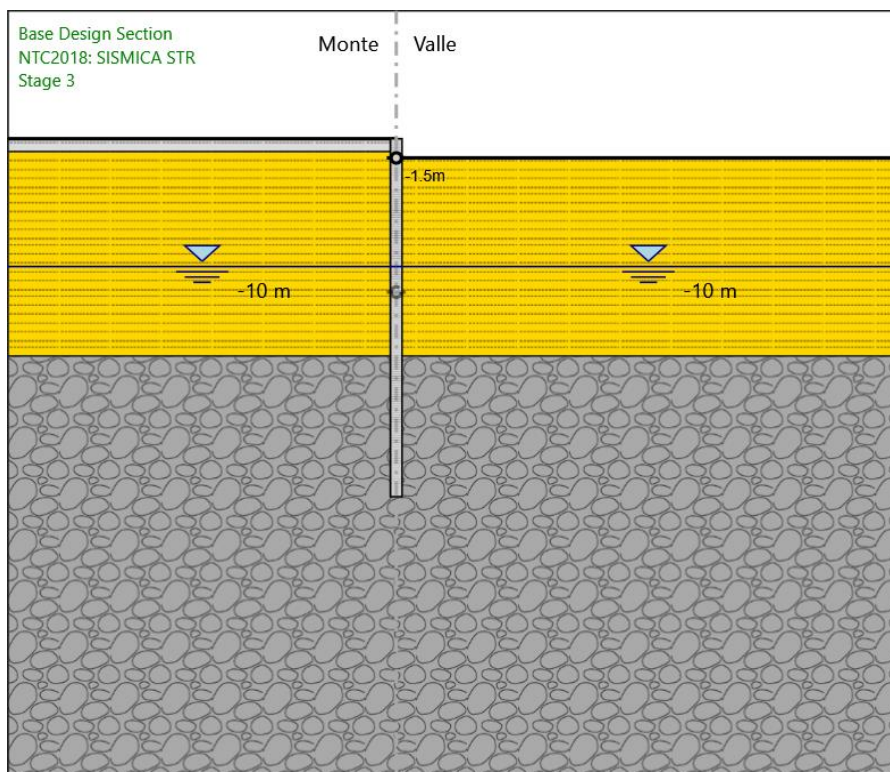 Base Design Section
NTC2018: SISMICA STR
Stage 3
Monte
Valle
-1.5m
-10 m
-10 m